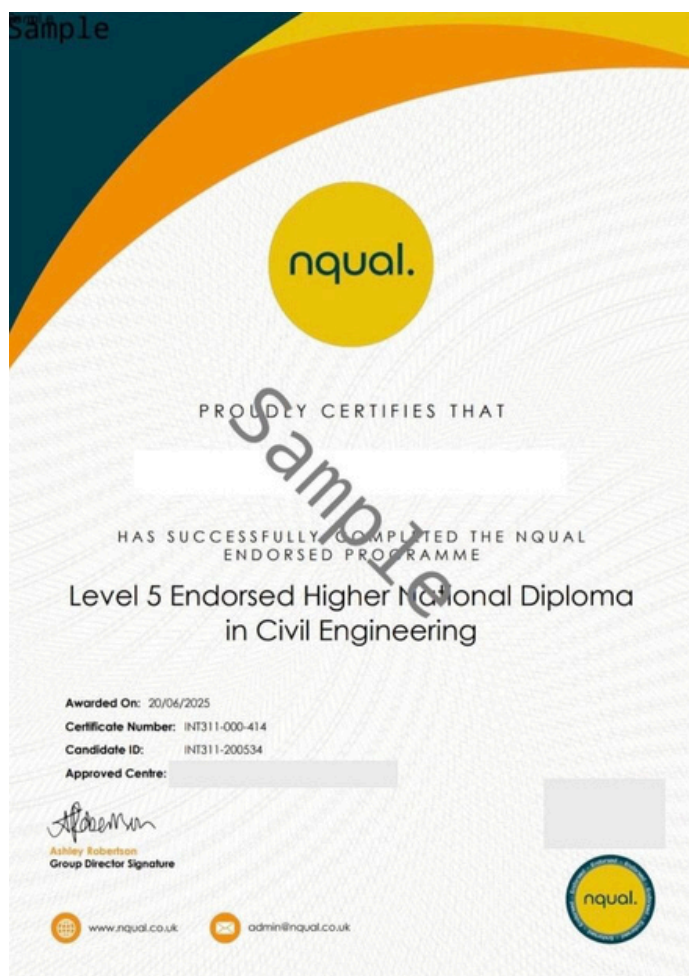 Sample
nqual.
PROUDLY CERTIFIES THAT
Sample
HAS SUCCESSFULLY COMPLETED THE NQUAL
ENDORSED PROGRAMME
Level 5 Endorsed Higher National Diploma
in Civil Engineering
Awarded On: 20/06/2025
Certificate Number: INT311-000-414
Candidate ID: INT311-200534
Approved Centre:
Ashley Robertson
Group Director Signature
nqual.
www.nqual.co.uk
admin@nqual.co.uk